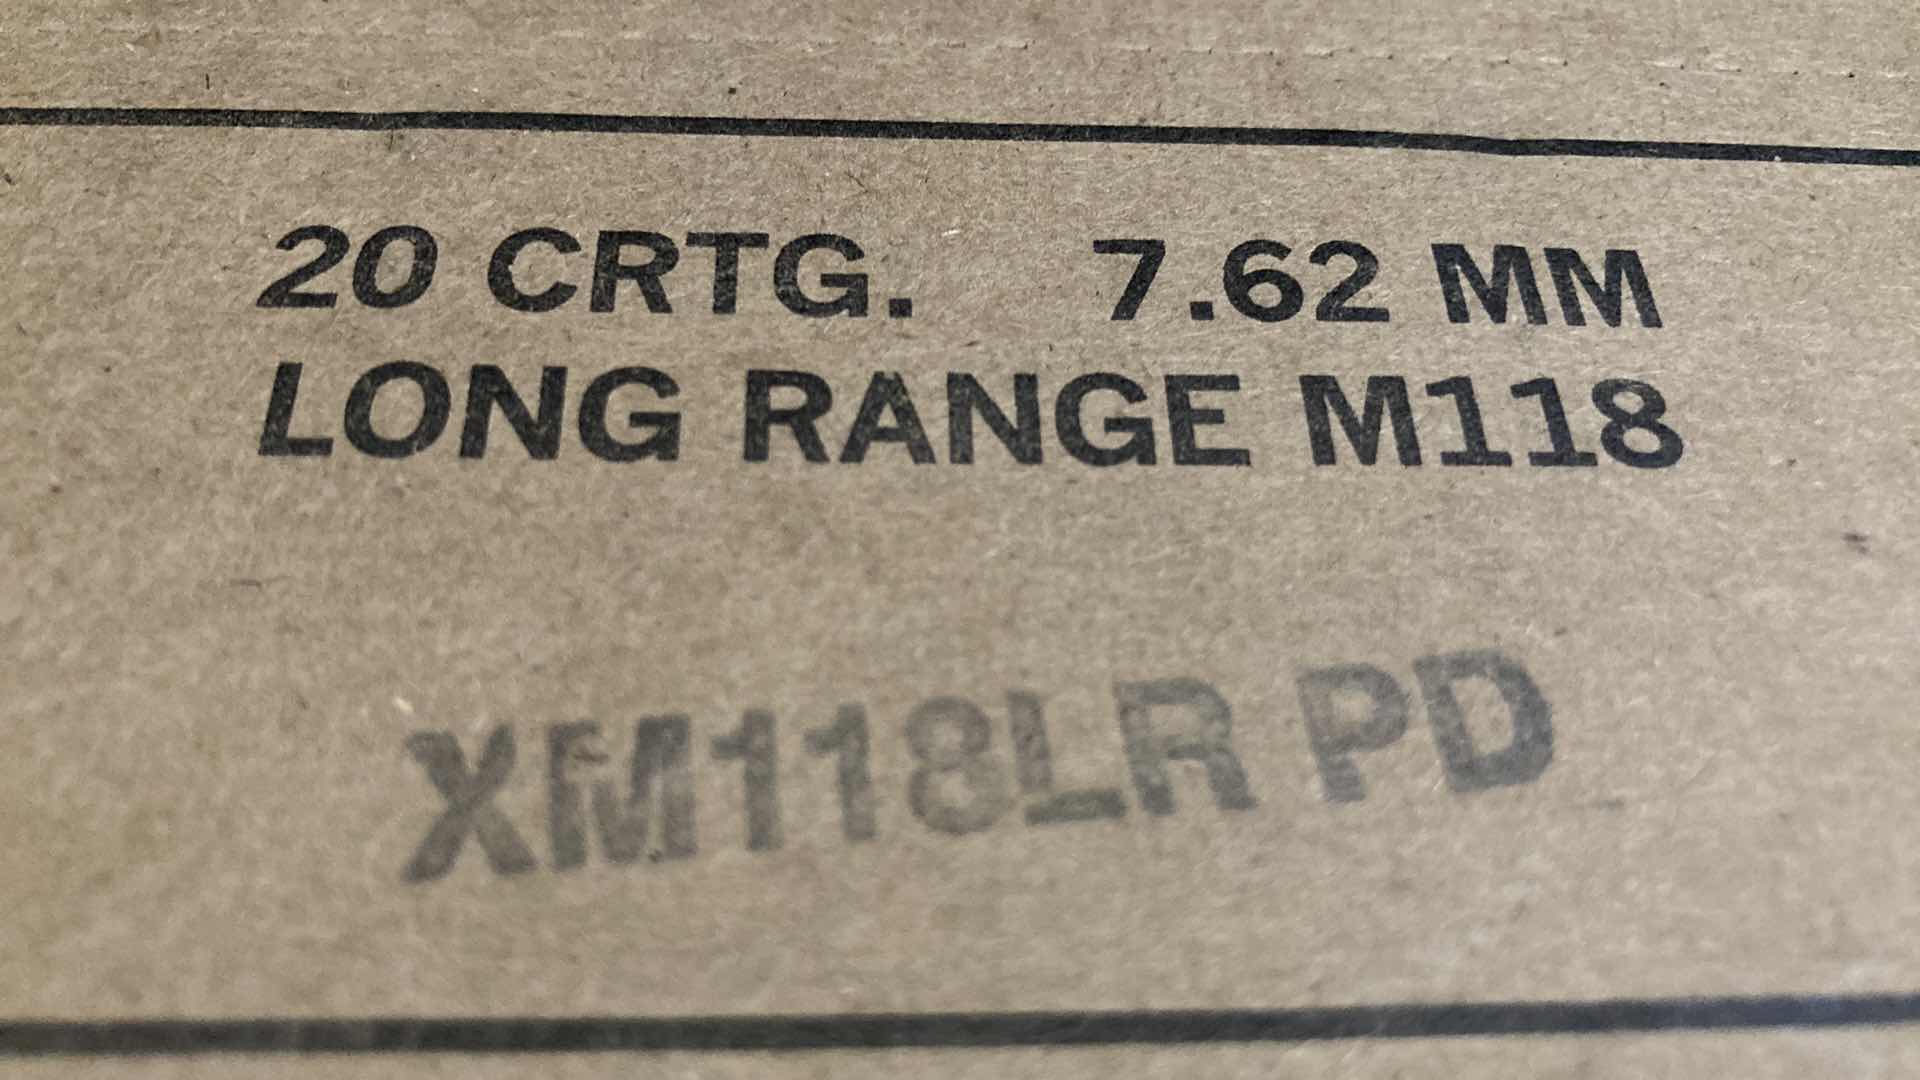 20 CRTG. 7.62 MM
LONG RANGE M118
XM118LR PD